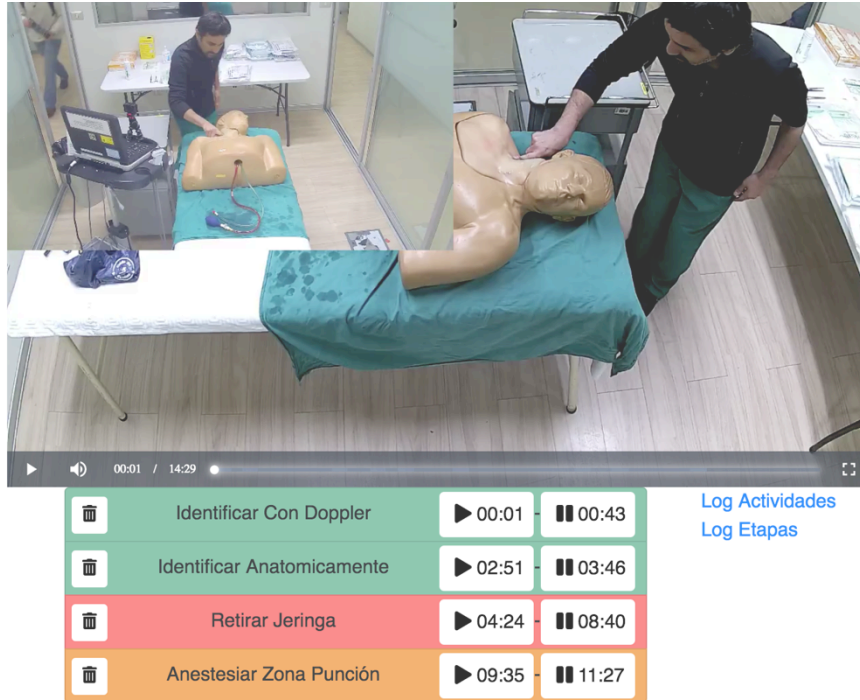 00:01 / 14:29
Identificar Con Doppler 00:01 - 00:43
Log Actividades
Log Etapas
Identificar Anatomicamente 02:51 - 03:46
Retirar Jeringa 04:24 - 08:40
Anestesiar Zona Punción 09:35 - 11:27